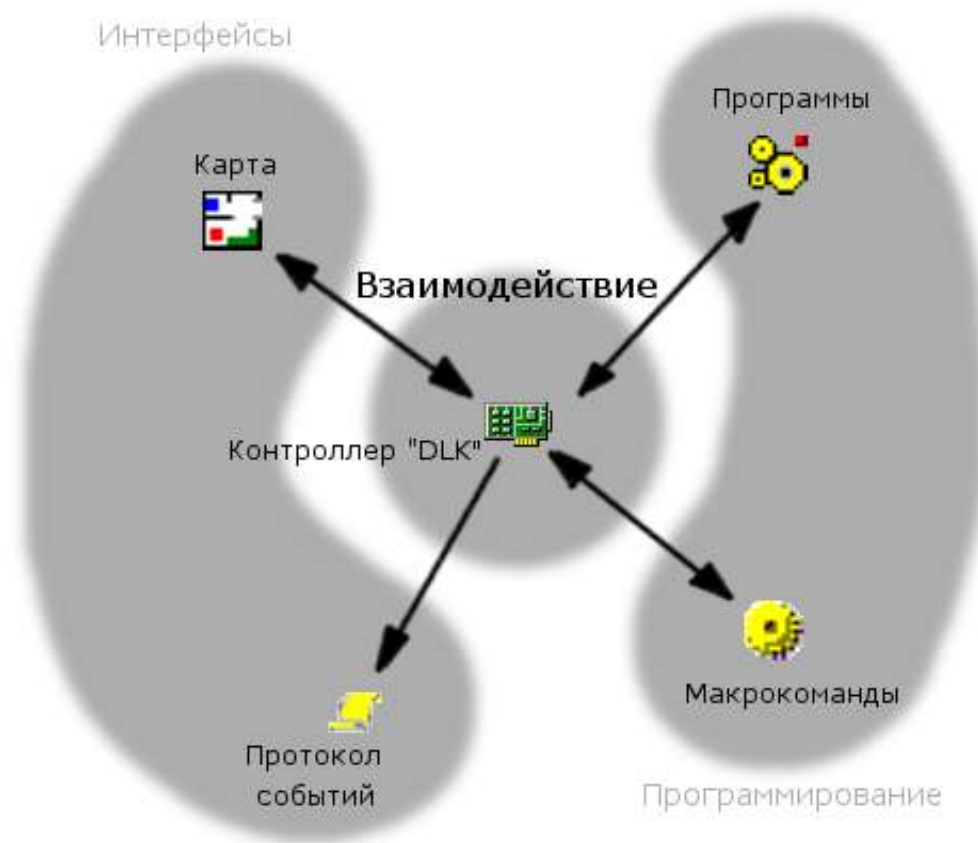 Интерфейсы
Программы
Карта
Взаимодействие
Контроллер "DLK"
Макрокоманды
Протокол
событий
Программирование